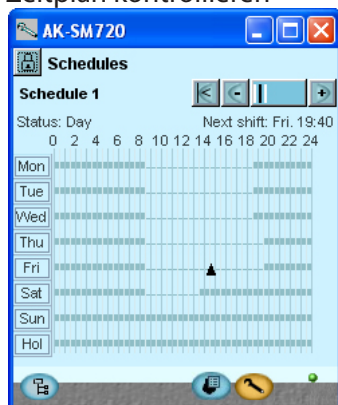 Zeitplan kontrollieren
AK-SM720
Schedules
Schedule 1
Status: Day Next shift: Fri. 19:40
0 2 4 6 8 10 12 14 16 18 20 22 24
Mon
Tue
Wed
Thu
Fri
Sat
Sun
Hol